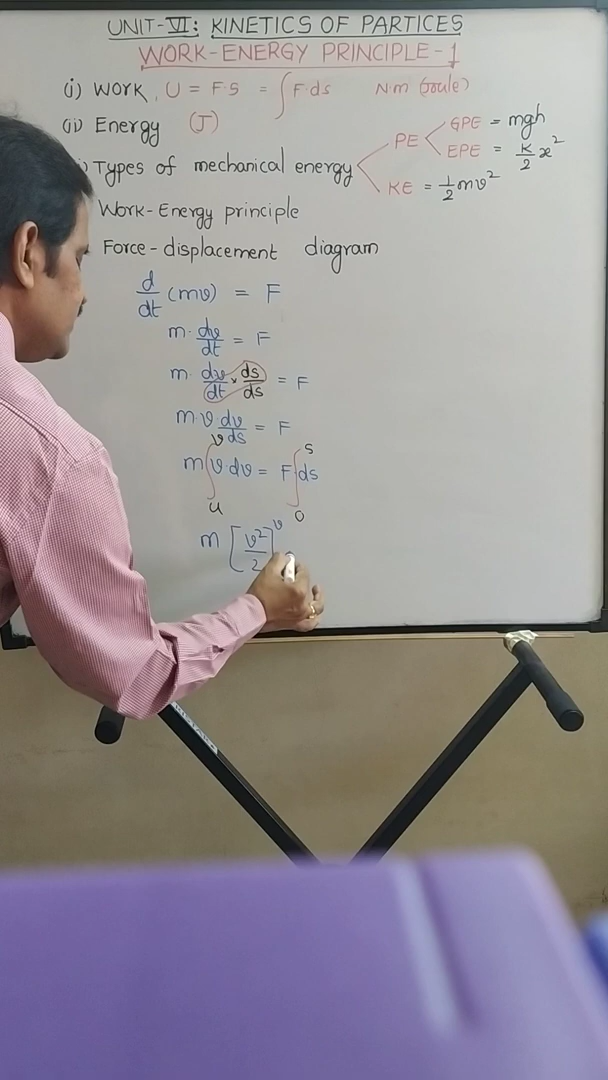 UNIT-VI: KINETICS OF PARTICES
WORK-ENERGY PRINCIPLE-1
(i) Work, U = F·s = ∫F·ds N·m (Joule)
(ii) Energy (J)
) Types of mechanical energy PE GPE = mgh
EPE = k/2 x²
KE = 1/2 mv²
Work-Energy principle
Force-displacement diagram
d/dt (mv) = F
m· dv/dt = F
m· dv/dt × ds/ds = F
m·v dv/ds = F
m ∫_u^v v·dv = F ∫_0^s ds
m [v²/2]^v